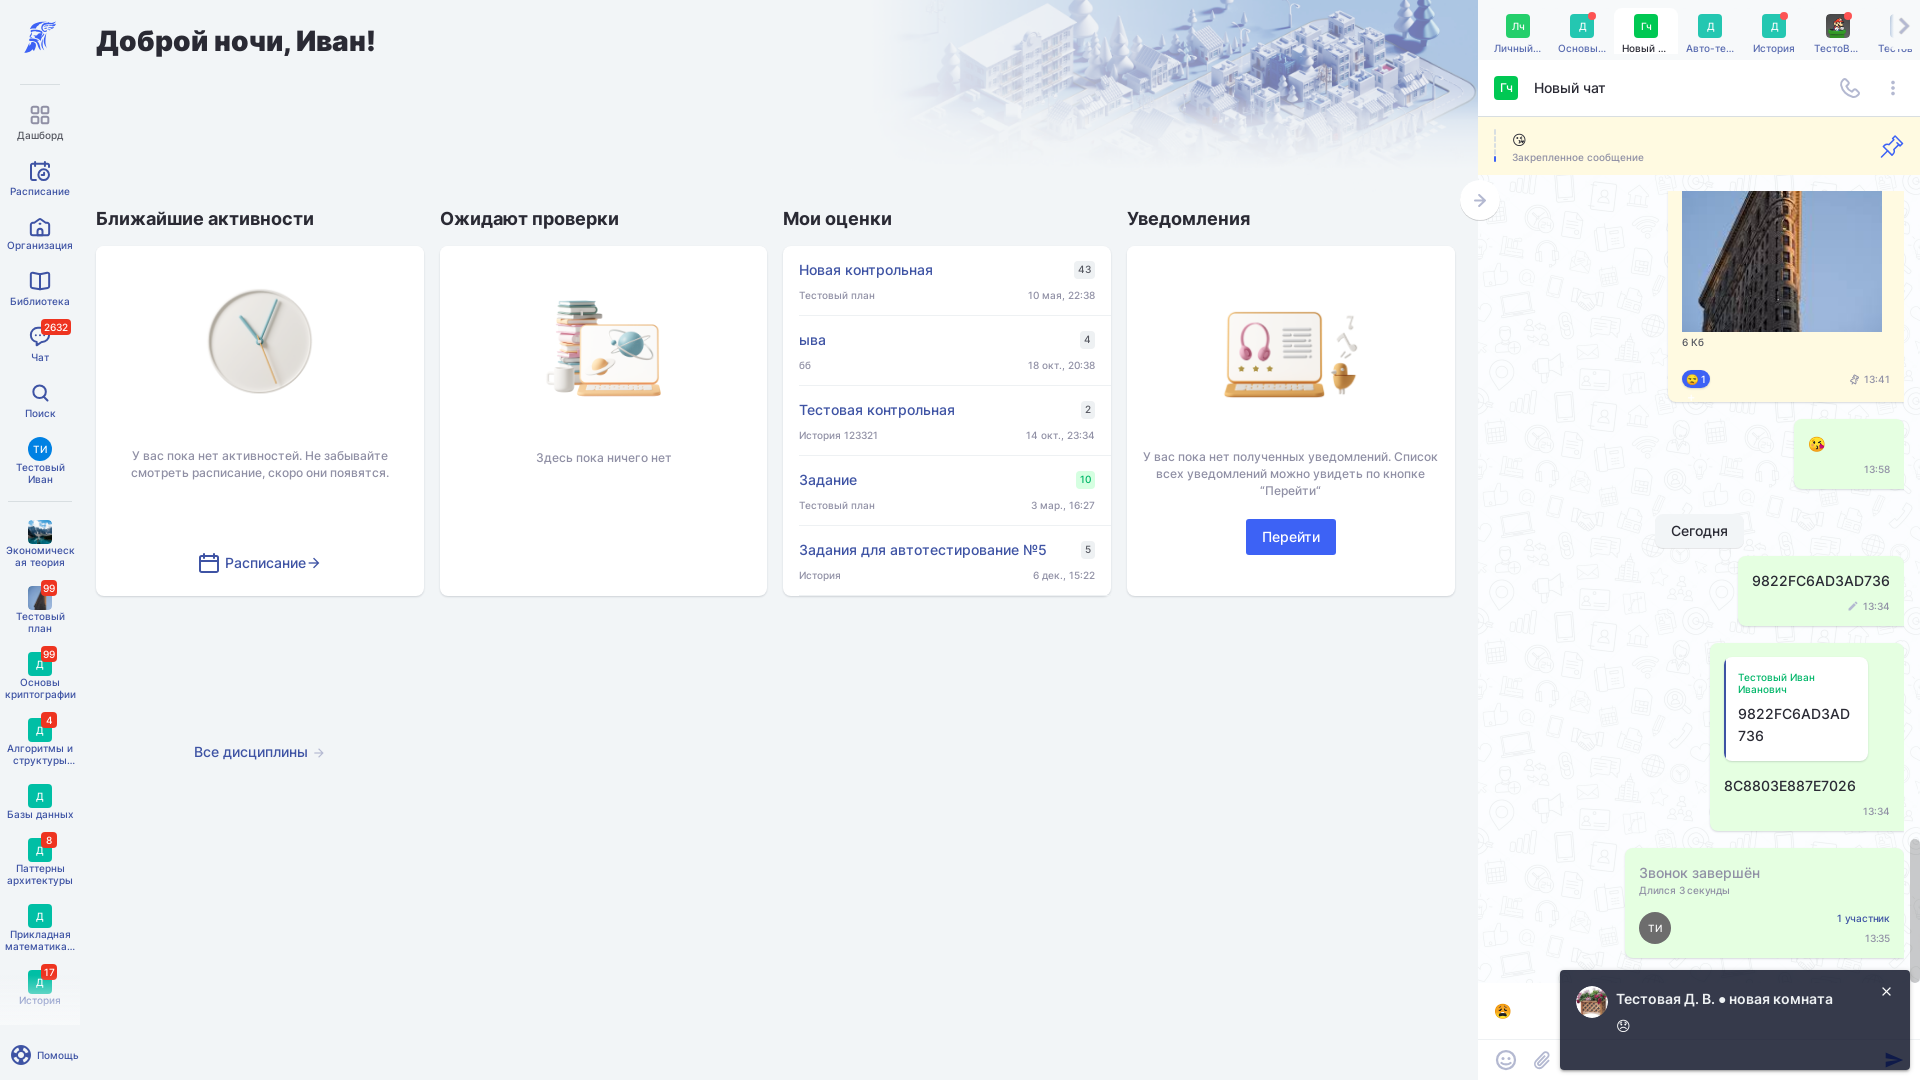 Доброй ночи, Иван!
Дашборд
Расписание
Организация
Библиотека
2632
Чат
Поиск
ТИ
Тестовый
Иван
Экономическ
ая теория
99
Тестовый
план
99
Д
Основы
криптографии
4
Д
Алгоритмы и
структуры...
Д
Базы данных
8
Д
Паттерны
архитектуры
Д
Прикладная
математика...
17
Д
История
Помощь
Ближайшие активности
У вас пока нет активностей. Не забывайте
смотреть расписание, скоро они появятся.
Расписание
Все дисциплины
Ожидают проверки
Здесь пока ничего нет
Мои оценки
Новая контрольная
43
Тестовый план
10 мая, 22:38
ыва
4
66
18 окт., 20:38
Тестовая контрольная
2
История 123321
14 окт., 23:34
Задание
10
Тестовый план
3 мар., 16:27
Задания для автотестирование №5
5
История
6 дек., 15:22
Уведомления
У вас пока нет полученных уведомлений. Список
всех уведомлений можно увидеть по кнопке
“Перейти”
Перейти
Лч
Личный...
Д
Основы...
Гч
Новый ...
Д
Авто-те...
Д
История
ТестоВ...
Гч
Новый чат
😘
Закрепленное сообщение
6 Кб
😒 1
13:41
😘
13:58
Сегодня
9822FC6AD3AD736
13:34
Тестовый Иван
Иванович
9822FC6AD3AD
736
8C8803E887E7026
13:34
Звонок завершён
Длился 3 секунды
ТИ
1 участник
13:35
😩
Тестовая Д. В. ● новая комната
😞